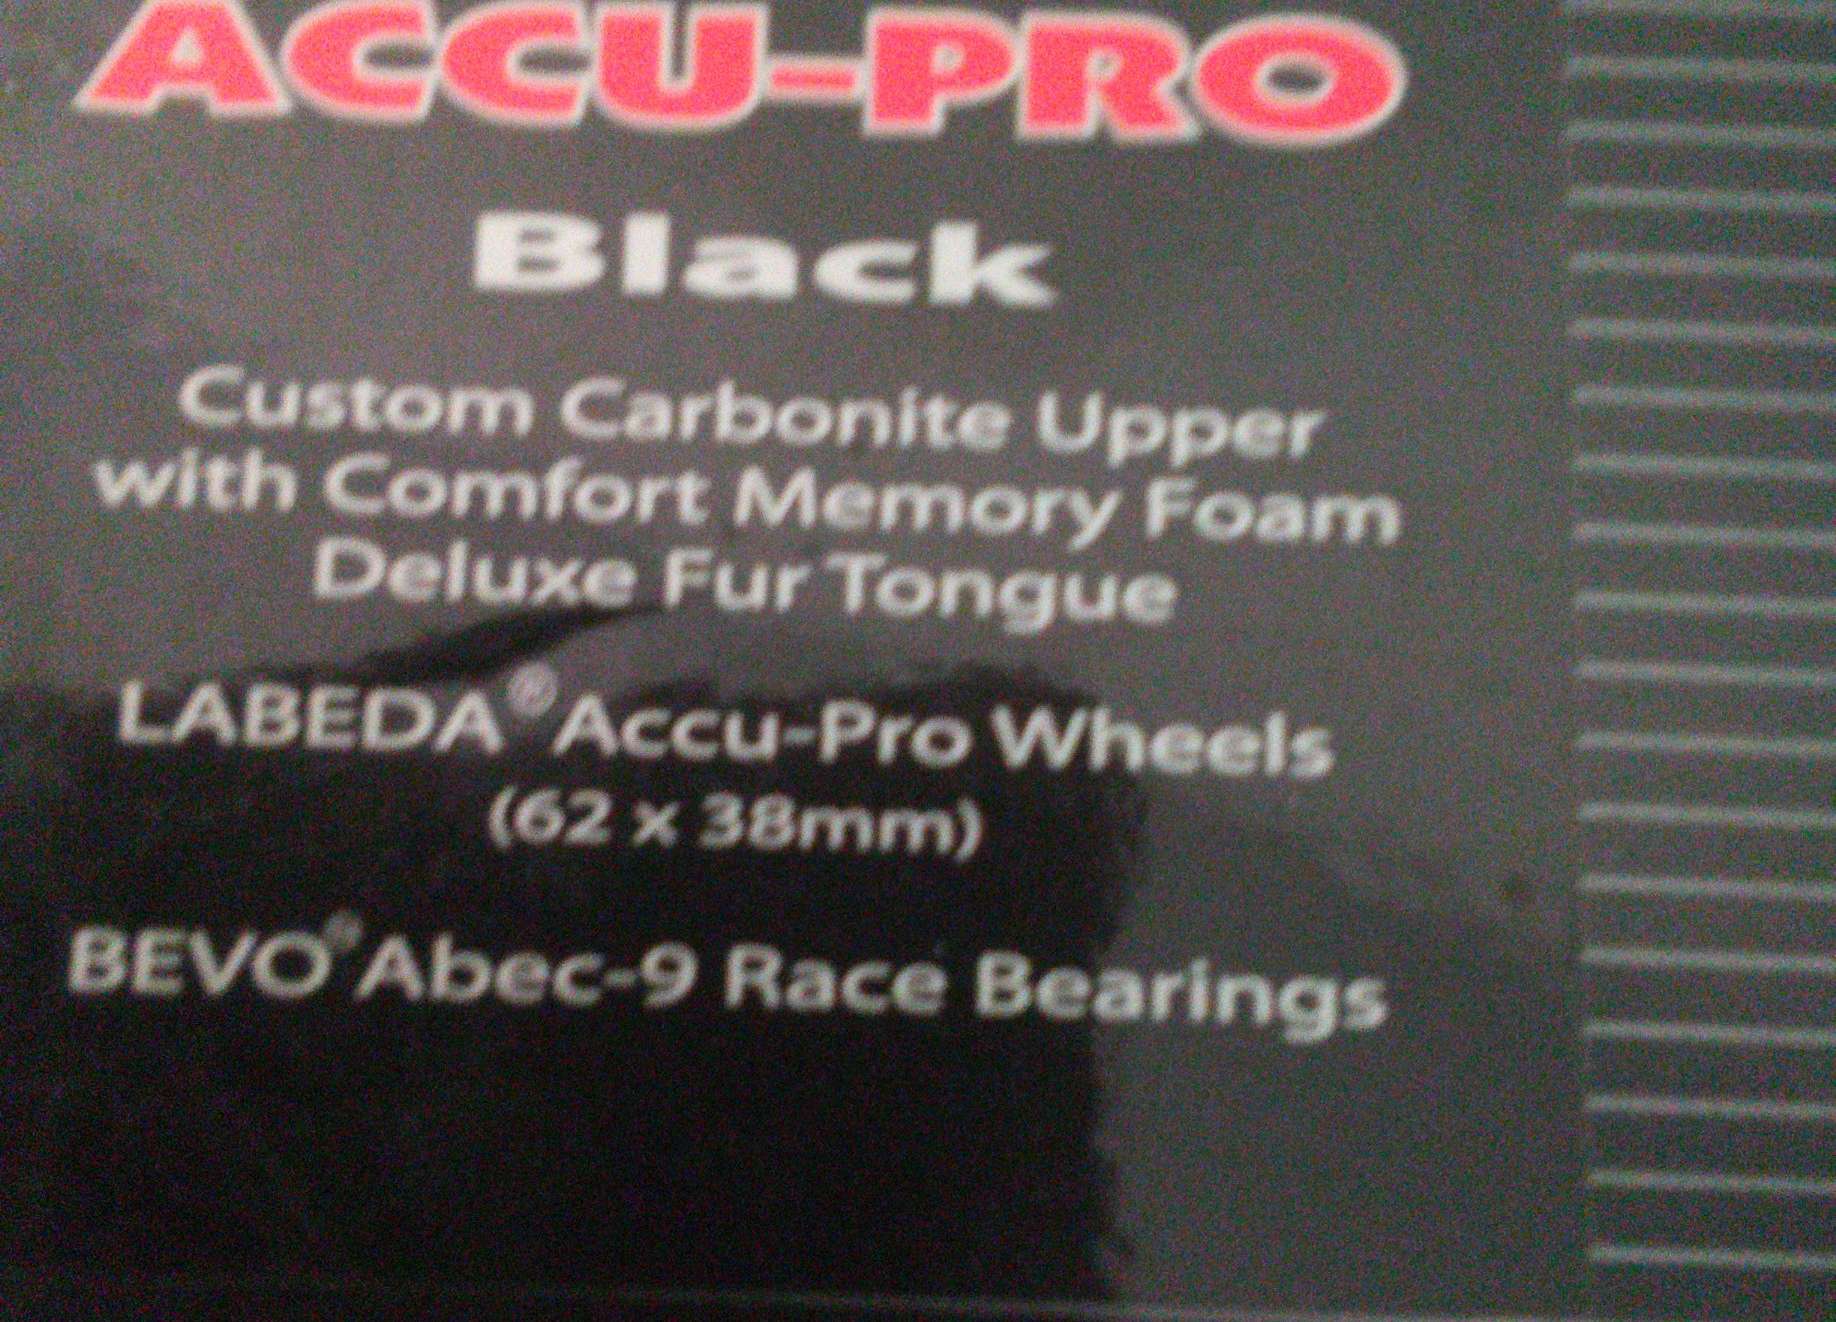 ACCU-PRO
Black
Custom Carbonite Upper
with Comfort Memory Foam
Deluxe Fur Tongue
LABEDA® Accu-Pro Wheels
(62 x 38mm)
BEVO® Abec-9 Race Bearings